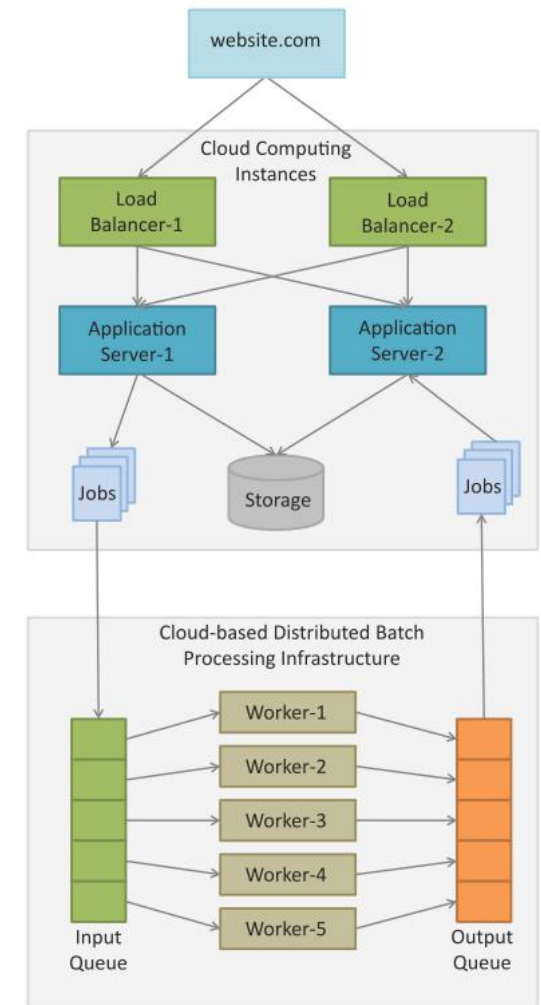 website.com
Cloud Computing
Instances
Load
Balancer-1
Load
Balancer-2
Application
Server-1
Application
Server-2
Jobs
Storage
Jobs
Cloud-based Distributed Batch
Processing Infrastructure
Worker-1
Worker-2
Worker-3
Worker-4
Worker-5
Input
Queue
Output
Queue